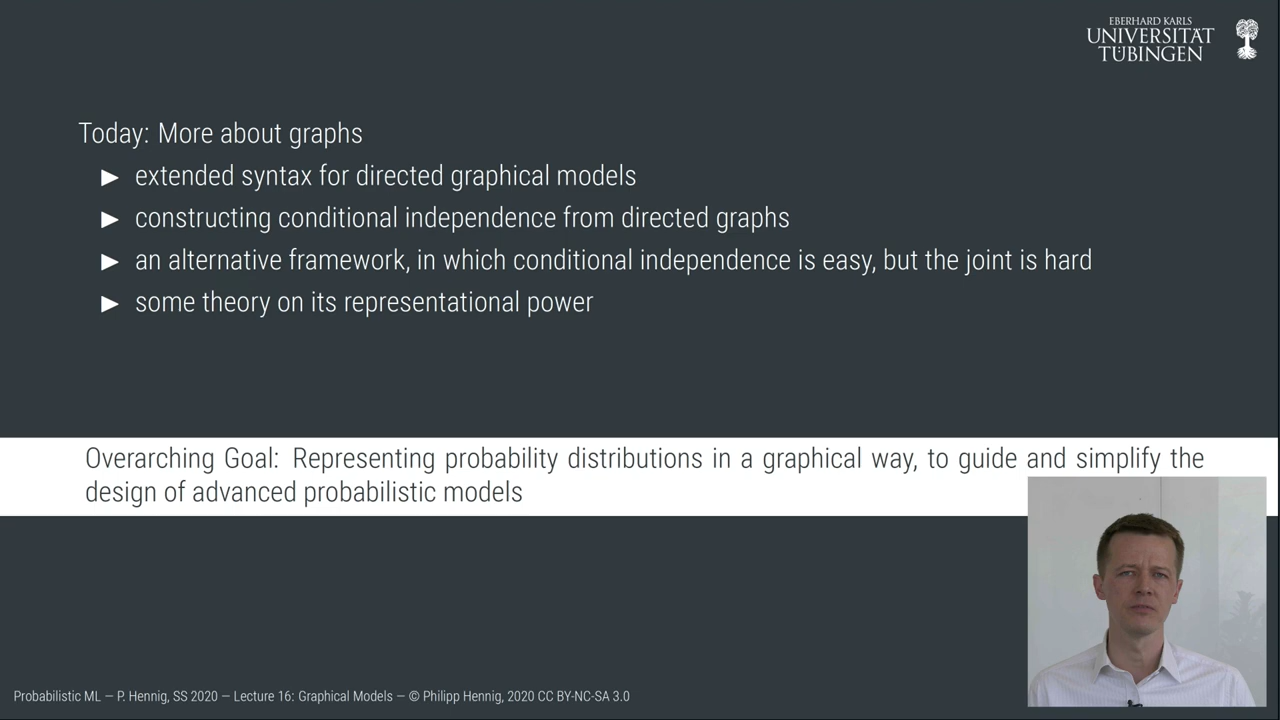 EBERHARD KARLS
UNIVERSITÄT
TÜBINGEN
Today: More about graphs
► extended syntax for directed graphical models
► constructing conditional independence from directed graphs
► an alternative framework, in which conditional independence is easy, but the joint is hard
► some theory on its representational power
Overarching Goal: Representing probability distributions in a graphical way, to guide and simplify the
design of advanced probabilistic models
Probabilistic ML — P. Hennig, SS 2020 — Lecture 16: Graphical Models — © Philipp Hennig, 2020 CC BY-NC-SA 3.0